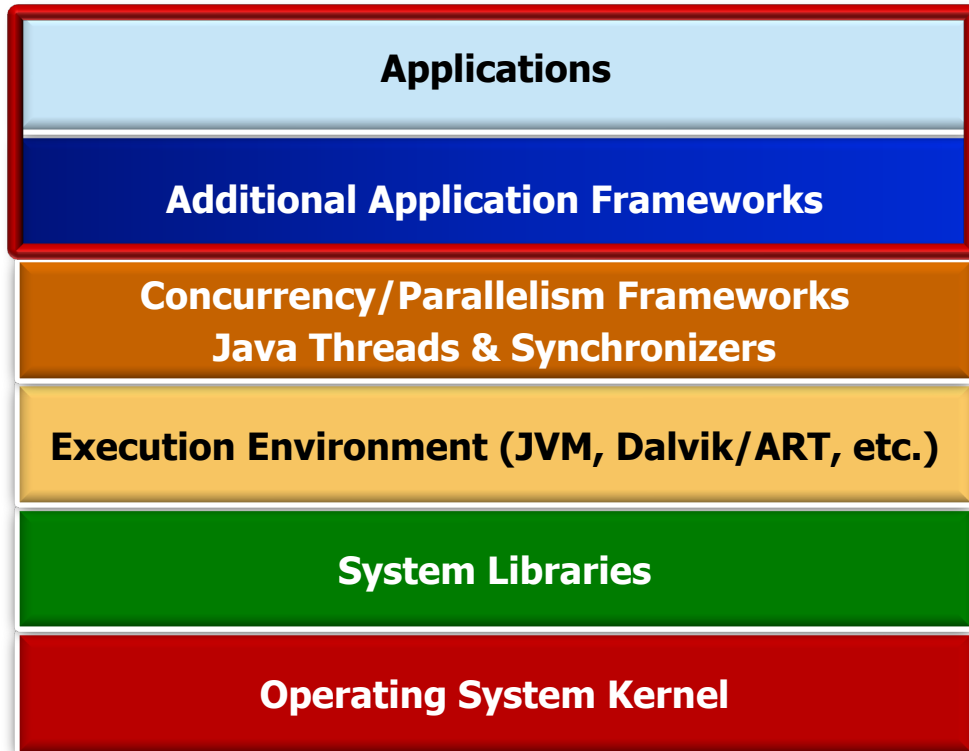 Applications
Additional Application Frameworks
Concurrency/Parallelism Frameworks
Java Threads & Synchronizers
Execution Environment (JVM, Dalvik/ART, etc.)
System Libraries
Operating System Kernel